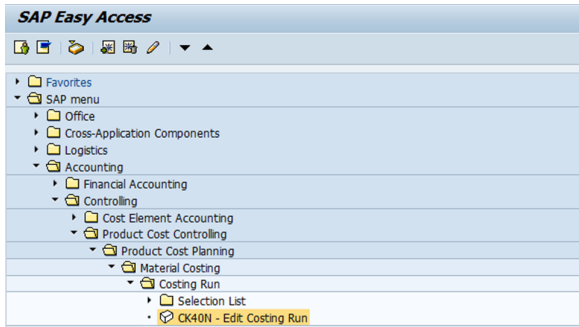 SAP Easy Access
Favorites
SAP menu
Office
Cross-Application Components
Logistics
Accounting
Financial Accounting
Controlling
Cost Element Accounting
Product Cost Controlling
Product Cost Planning
Material Costing
Costing Run
Selection List
CK40N - Edit Costing Run